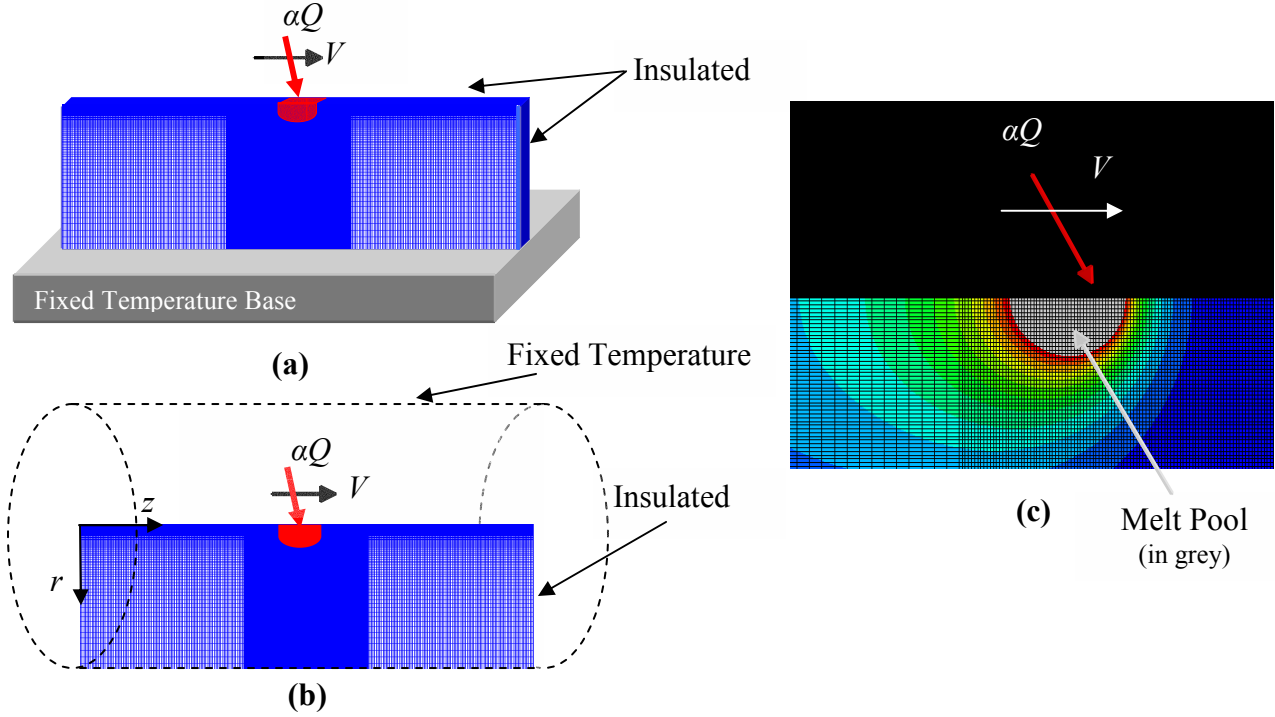 αQ
V
Insulated
Fixed Temperature Base
(a)
Fixed Temperature
αQ
V
z
Insulated
r
(b)
αQ
V
(c)
Melt Pool
(in grey)